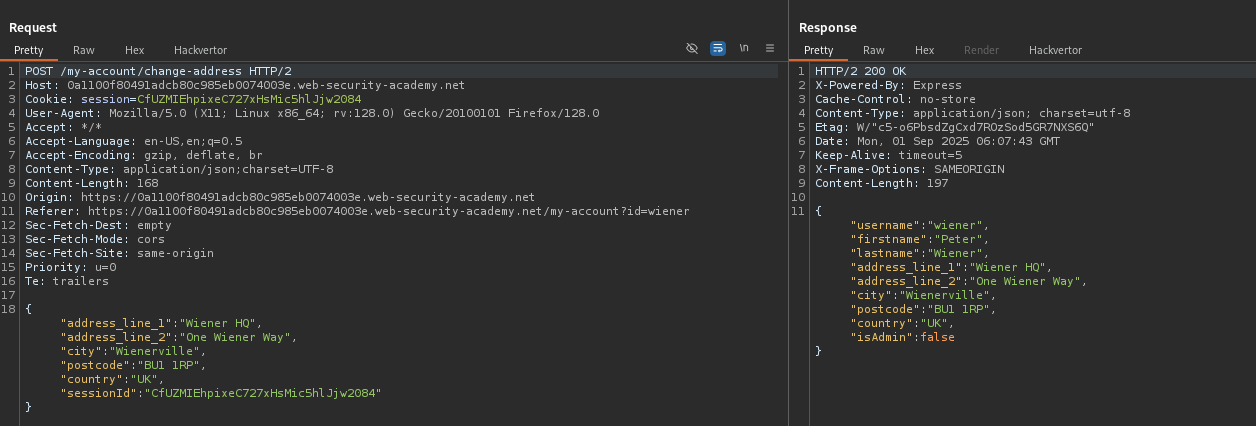 Request
Pretty Raw Hex Hackvertor
\n
1 POST /my-account/change-address HTTP/2
2 Host: 0a1100f80491adcb80c985eb0074003e.web-security-academy.net
3 Cookie: session=CfUZMIEhpixeC727xHsMic5hlJjw2084
4 User-Agent: Mozilla/5.0 (X11; Linux x86_64; rv:128.0) Gecko/20100101 Firefox/128.0
5 Accept: */*
6 Accept-Language: en-US,en;q=0.5
7 Accept-Encoding: gzip, deflate, br
8 Content-Type: application/json;charset=UTF-8
9 Content-Length: 168
10 Origin: https://0a1100f80491adcb80c985eb0074003e.web-security-academy.net
11 Referer: https://0a1100f80491adcb80c985eb0074003e.web-security-academy.net/my-account?id=wiener
12 Sec-Fetch-Dest: empty
13 Sec-Fetch-Mode: cors
14 Sec-Fetch-Site: same-origin
15 Priority: u=0
16 Te: trailers
17
18 {
"address_line_1":"Wiener HQ",
"address_line_2":"One Wiener Way",
"city":"Wienerville",
"postcode":"BU1 1RP",
"country":"UK",
"sessionId":"CfUZMIEhpixeC727xHsMic5hlJjw2084"
}
Response
Pretty Raw Hex Render Hackvertor
1 HTTP/2 200 OK
2 X-Powered-By: Express
3 Cache-Control: no-store
4 Content-Type: application/json; charset=utf-8
5 Etag: W/"c5-o6PbsdZgCxd7ROzSod5GR7NXS6Q"
6 Date: Mon, 01 Sep 2025 06:07:43 GMT
7 Keep-Alive: timeout=5
8 X-Frame-Options: SAMEORIGIN
9 Content-Length: 197
10
11 {
"username":"wiener",
"firstname":"Peter",
"lastname":"Wiener",
"address_line_1":"Wiener HQ",
"address_line_2":"One Wiener Way",
"city":"Wienerville",
"postcode":"BU1 1RP",
"country":"UK",
"isAdmin":false
}